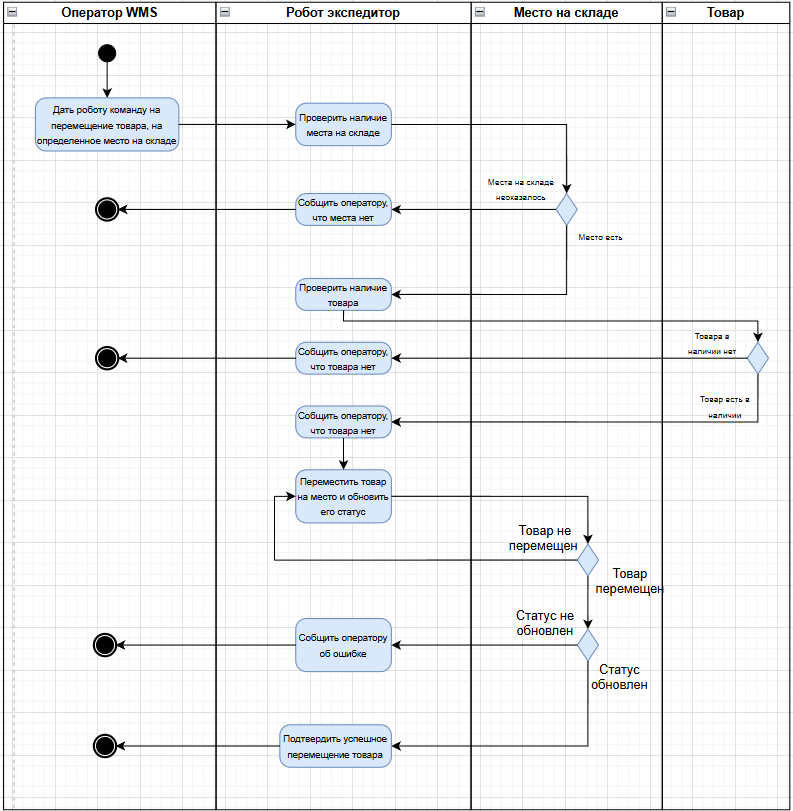 Оператор WMS
Робот экспедитор
Место на складе
Товар
Дать роботу команду на
перемещение товара, на
определенное место на складе
Проверить наличие
места на складе
Места на складе
неоказалось
Собщить оператору,
что места нет
Место есть
Проверить наличие
товара
Товара в
наличии нет
Собщить оператору,
что товара нет
Товар есть в
наличии
Собщить оператору,
что товара нет
Переместить товар
на место и обновить
его статус
Товар не
перемещен
Товар
перемещен
Статус не
обновлен
Собщить оператору
об ошибке
Статус
обновлен
Подтвердить успешное
перемещение товара